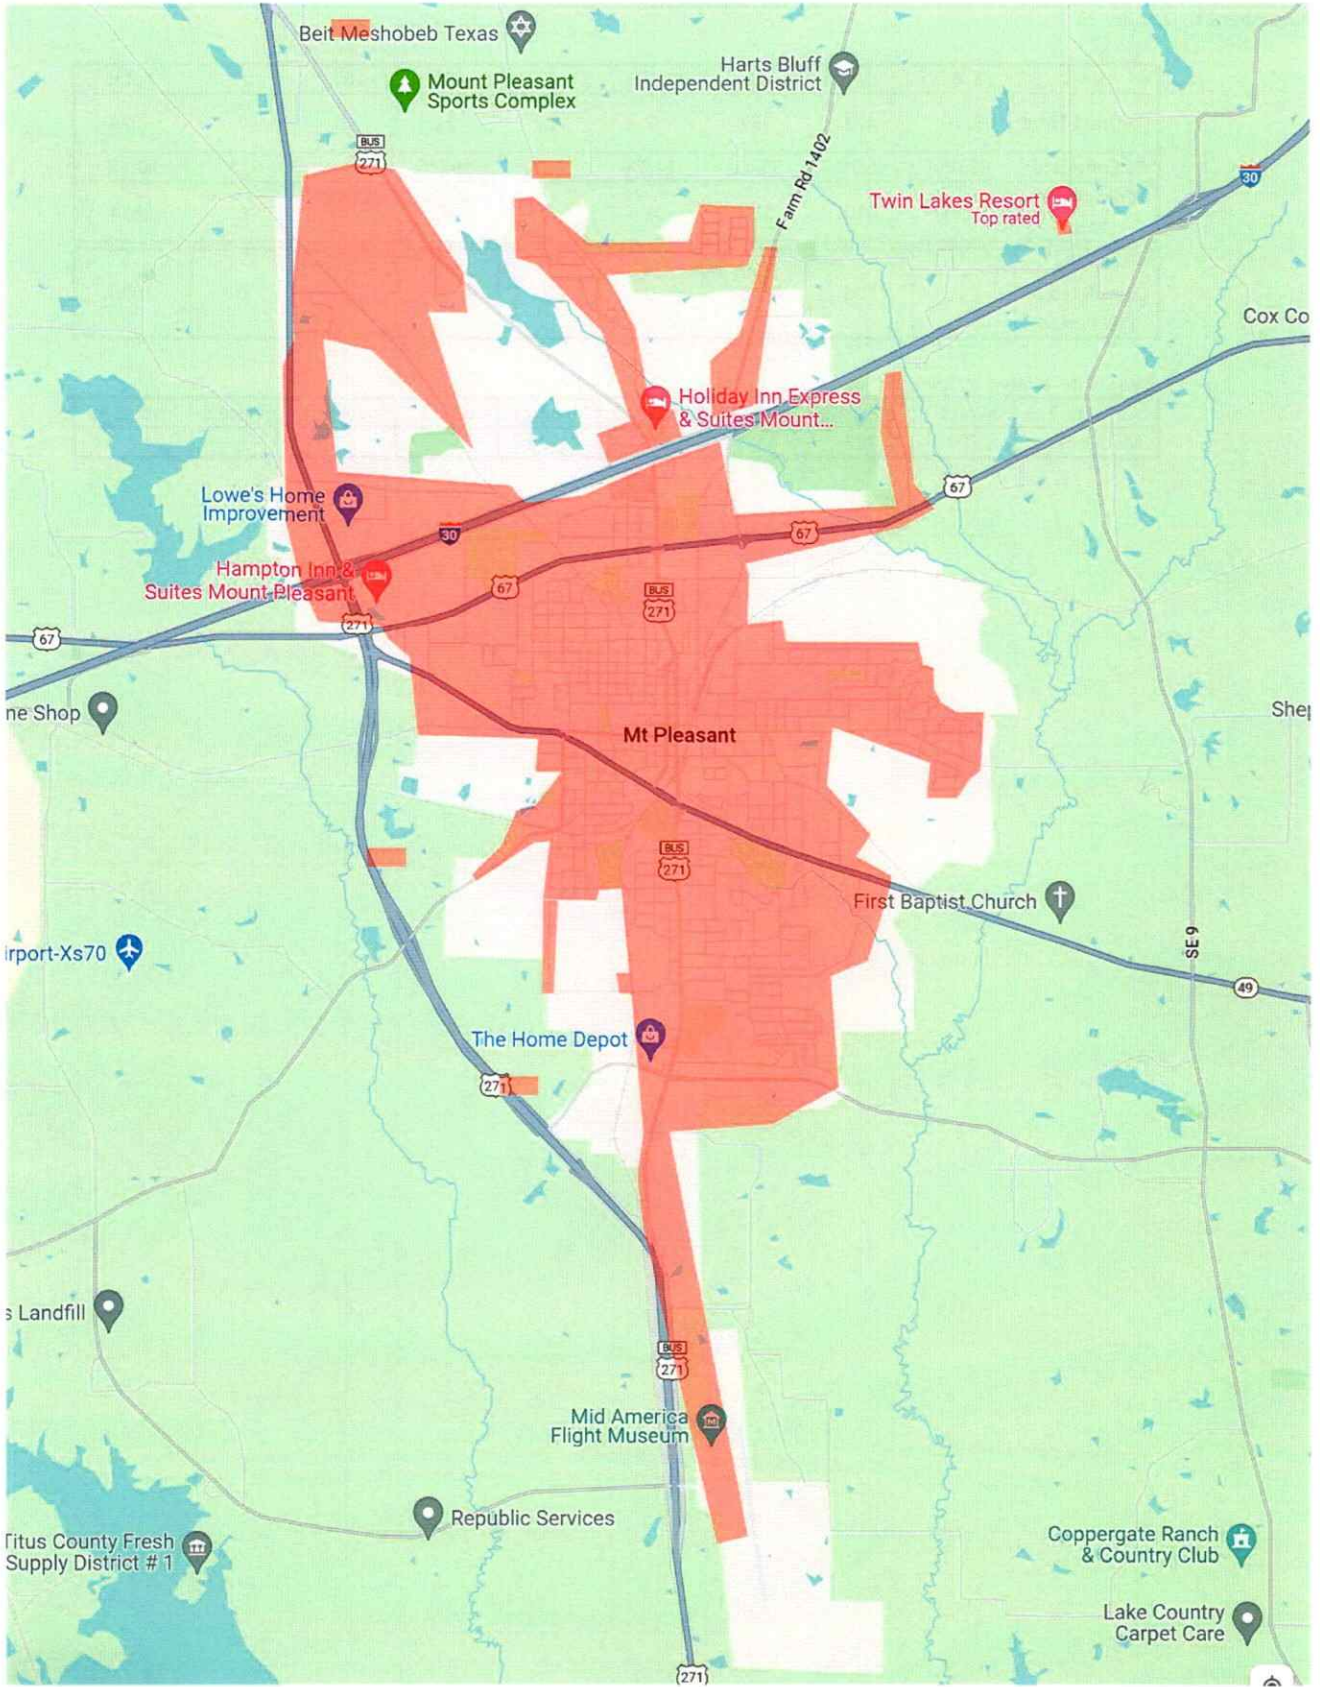 Beit Meshobeb Texas
Mount Pleasant
Sports Complex
Harts Bluff
Independent District
BUS
271
Farm Rd 1402
30
Twin Lakes Resort
Top rated
Cox Co
Holiday Inn Express
& Suites Mount...
67
Lowe's Home
Improvement
30
67
Hampton Inn &
Suites Mount Pleasant
67
BUS
271
271
67
ne Shop
Shep
Mt Pleasant
BUS
271
First Baptist Church
SE 9
irport-Xs70
49
The Home Depot
271
s Landfill
BUS
271
Mid America
Flight Museum
Republic Services
Titus County Fresh
Supply District # 1
Coppergate Ranch
& Country Club
Lake Country
Carpet Care
271